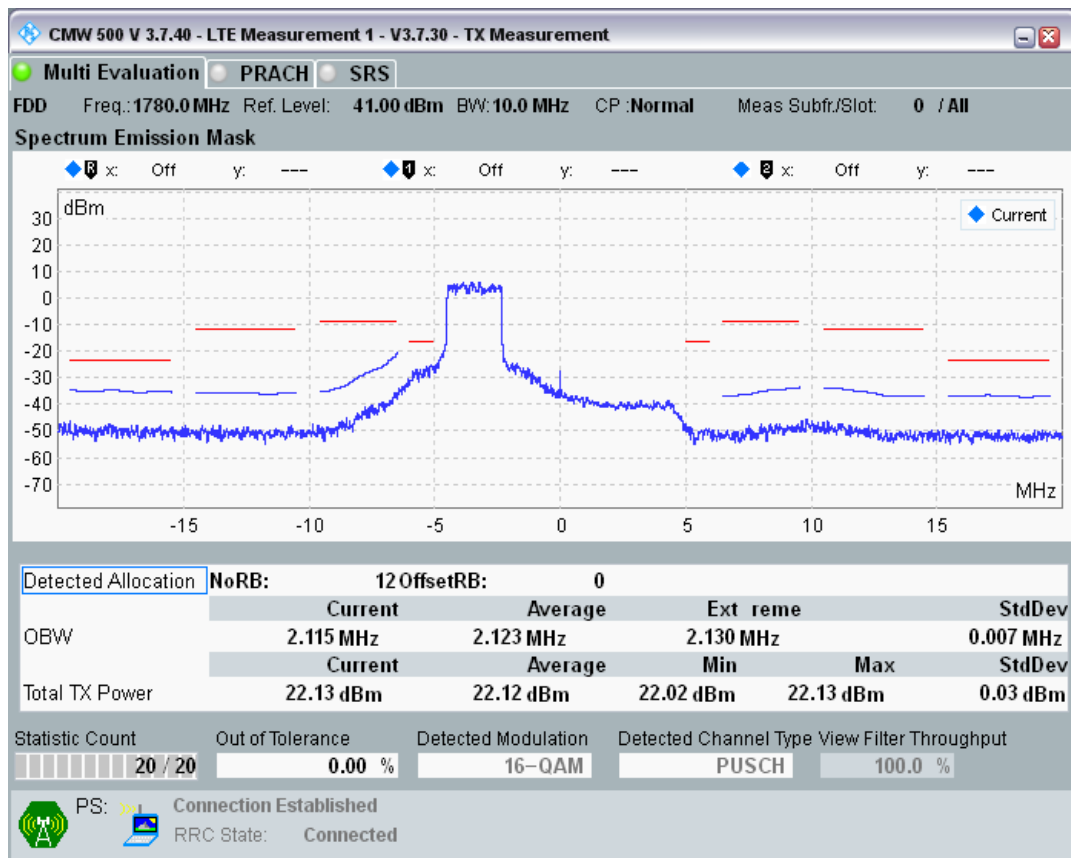 CMW 500 V 3.7.40 - LTE Measurement 1 - V3.7.30 - TX Measurement
Multi Evaluation PRACH SRS
FDD Freq.:1780.0 MHz Ref. Level: 41.00 dBm BW:10.0 MHz CP :Normal Meas Subfr./Slot: 0 / All
Spectrum Emission Mask
R x: Off y: --- 1 x: Off y: --- 2 x: Off y: ---
dBm
Current
30
20
10
0
-10
-20
-30
-40
-50
-60
-70
MHz
-15 -10 -5 0 5 10 15
Detected Allocation NoRB: 12 OffsetRB: 0
Current Average Ext reme StdDev
OBW 2.115 MHz 2.123 MHz 2.130 MHz 0.007 MHz
Current Average Min Max StdDev
Total TX Power 22.13 dBm 22.12 dBm 22.02 dBm 22.13 dBm 0.03 dBm
Statistic Count Out of Tolerance Detected Modulation Detected Channel Type View Filter Throughput
20 / 20 0.00 % 16-QAM PUSCH 100.0 %
PS: Connection Established
RRC State: Connected